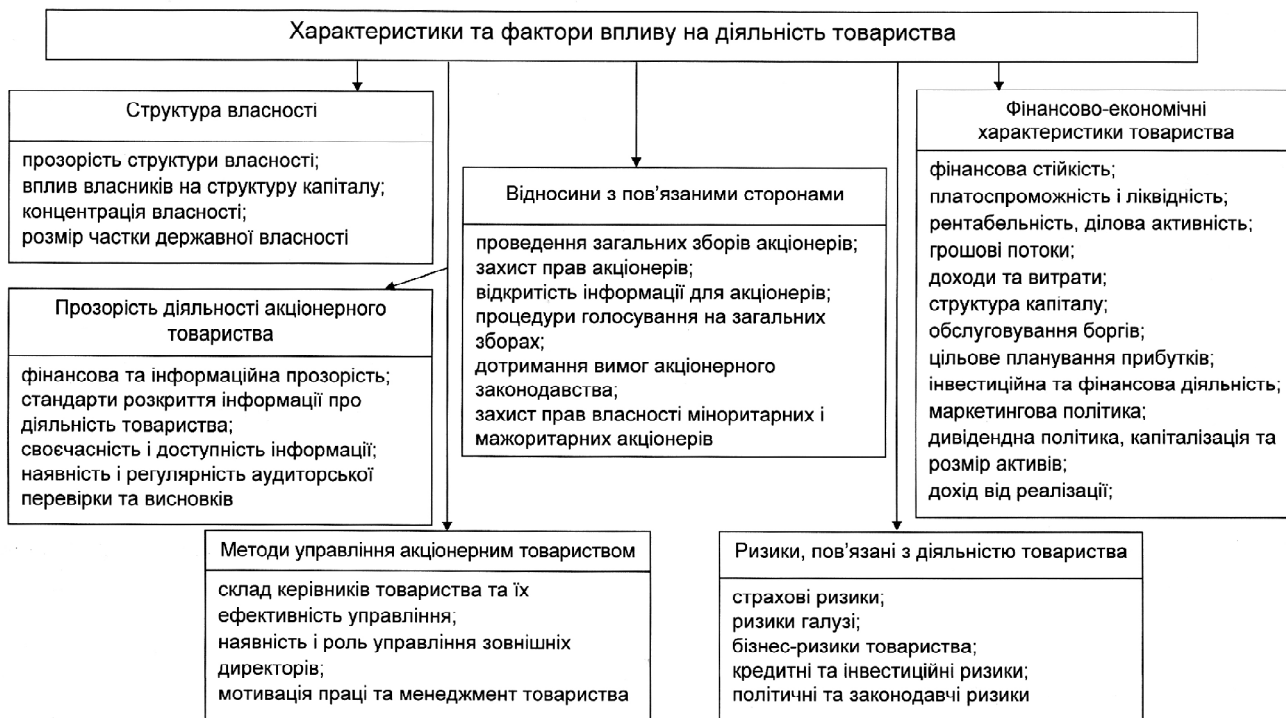 Характеристики та фактори впливу на діяльність товариства
Структура власності
прозорість структури власності;
вплив власників на структуру капіталу;
концентрація власності;
розмір частки державної власності
Прозорість діяльності акціонерного
товариства
фінансова та інформаційна прозорість;
стандарти розкриття інформації про
діяльність товариства;
своєчасність і доступність інформації;
наявність і регулярність аудиторської
перевірки та висновків
Відносини з пов’язаними сторонами
проведення загальних зборів акціонерів;
захист прав акціонерів;
відкритість інформації для акціонерів;
процедури голосування на загальних
зборах;
дотримання вимог акціонерного
законодавства;
захист прав власності міноритарних і
мажоритарних акціонерів
Фінансово-економічні
характеристики товариства
фінансова стійкість;
платоспроможність і ліквідність;
рентабельність, ділова активність;
грошові потоки;
доходи та витрати;
структура капіталу;
обслуговування боргів;
цільове планування прибутків;
інвестиційна та фінансова діяльність;
маркетингова політика;
дивідендна політика, капіталізація та
розмір активів;
дохід від реалізації;
Методи управління акціонерним товариством
склад керівників товариства та їх
ефективність управління;
наявність і роль управління зовнішніх
директорів;
мотивація праці та менеджмент товариства
Ризики, пов’язані з діяльністю товариства
страхові ризики;
ризики галузі;
бізнес-ризики товариства;
кредитні та інвестиційні ризики;
політичні та законодавчі ризики